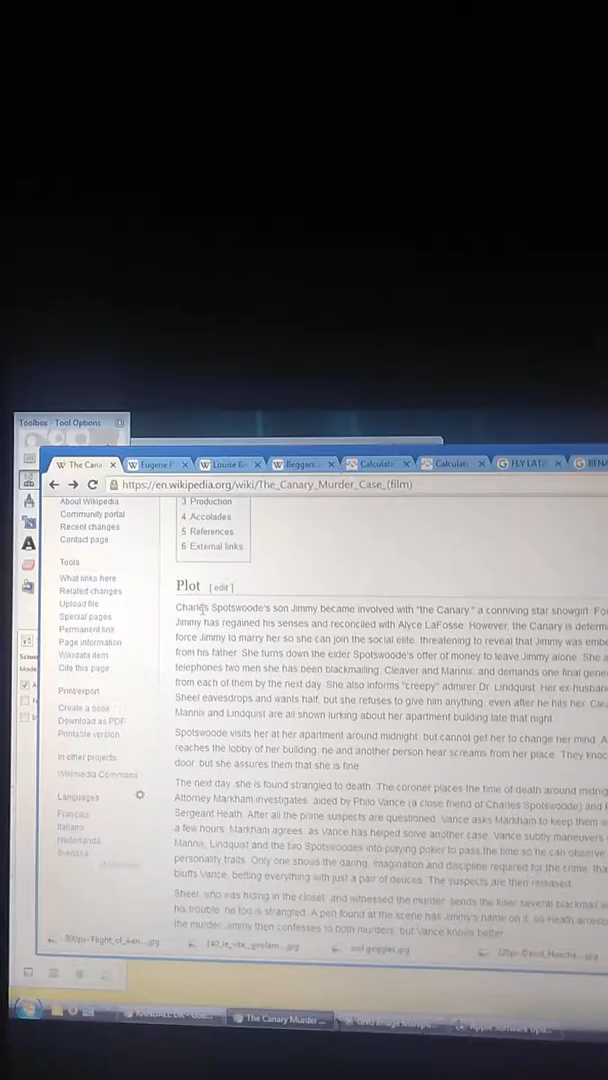 Toolbox - Tool Options
The Cana
Eugene P
Louise Br
Beggars
Calculate
Calculate
FLY LATE
https://en.wikipedia.org/wiki/The_Canary_Murder_Case_(film)
About Wikipedia
Community portal
Recent changes
Contact page
Tools
What links here
Related changes
Upload file
Special pages
Permanent link
Page information
Wikidata item
Cite this page
Print/export
Create a book
Download as PDF
Printable version
In other projects
Wikimedia Commons
Languages
Français
Italiano
Nederlands
Svenska
3 Production
4 Accolades
5 References
6 External links
Plot [edit]
Charles Spotswoode's son Jimmy became involved with "the Canary" a conniving star showgirl. For
Jimmy has regained his senses and reconciled with Alyce LaFosse. However, the Canary is determ
force Jimmy to marry her so she can join the social elite, threatening to reveal that Jimmy was embe
from his father. She turns down the elder Spotswoode's offer of money to leave Jimmy alone. She a
telephones two men she has been blackmailing, Cleaver and Mannix, and demands one final gene
from each of them by the next day. She also informs "creepy" admirer Dr. Lindquist. Her ex-husban
Sheel eavesdrops and wants half, but she refuses to give him anything, even after he hits her. Clea
Mannix and Lindquist are all shown lurking about her apartment building late that night.
Spotswoode visits her at her apartment around midnight, but cannot get her to change her mind. A
reaches the lobby of her building, he and another person hear screams from her place. They knoc
door, but she assures them that she is fine.
The next day, she is found strangled to death. The coroner places the time of death around midnig
Attorney Markham investigates, aided by Philo Vance (a close friend of Charles Spotswoode) and
Sergeant Heath. After all the prime suspects are questioned, Vance asks Markham to keep them w
a few hours. Markham agrees, as Vance has helped solve another case. Vance subtly maneuvers
Mannix, Lindquist and the two Spotswoodes into playing poker to pass the time so he can observe
personality traits. Only one shows the daring, imagination and discipline required for the crime; tha
bluffs Vance, betting everything with just a pair of deuces. The suspects are then released.
Sheel, who was hiding in the closet and witnessed the murder, sends the killer several blackmail le
his trouble, he too is strangled. A pen found at the scene has Jimmy's name on it, so Heath arrests
the murder. Jimmy then confesses to both murders, but Vance knows better.
The Canary Murder ...